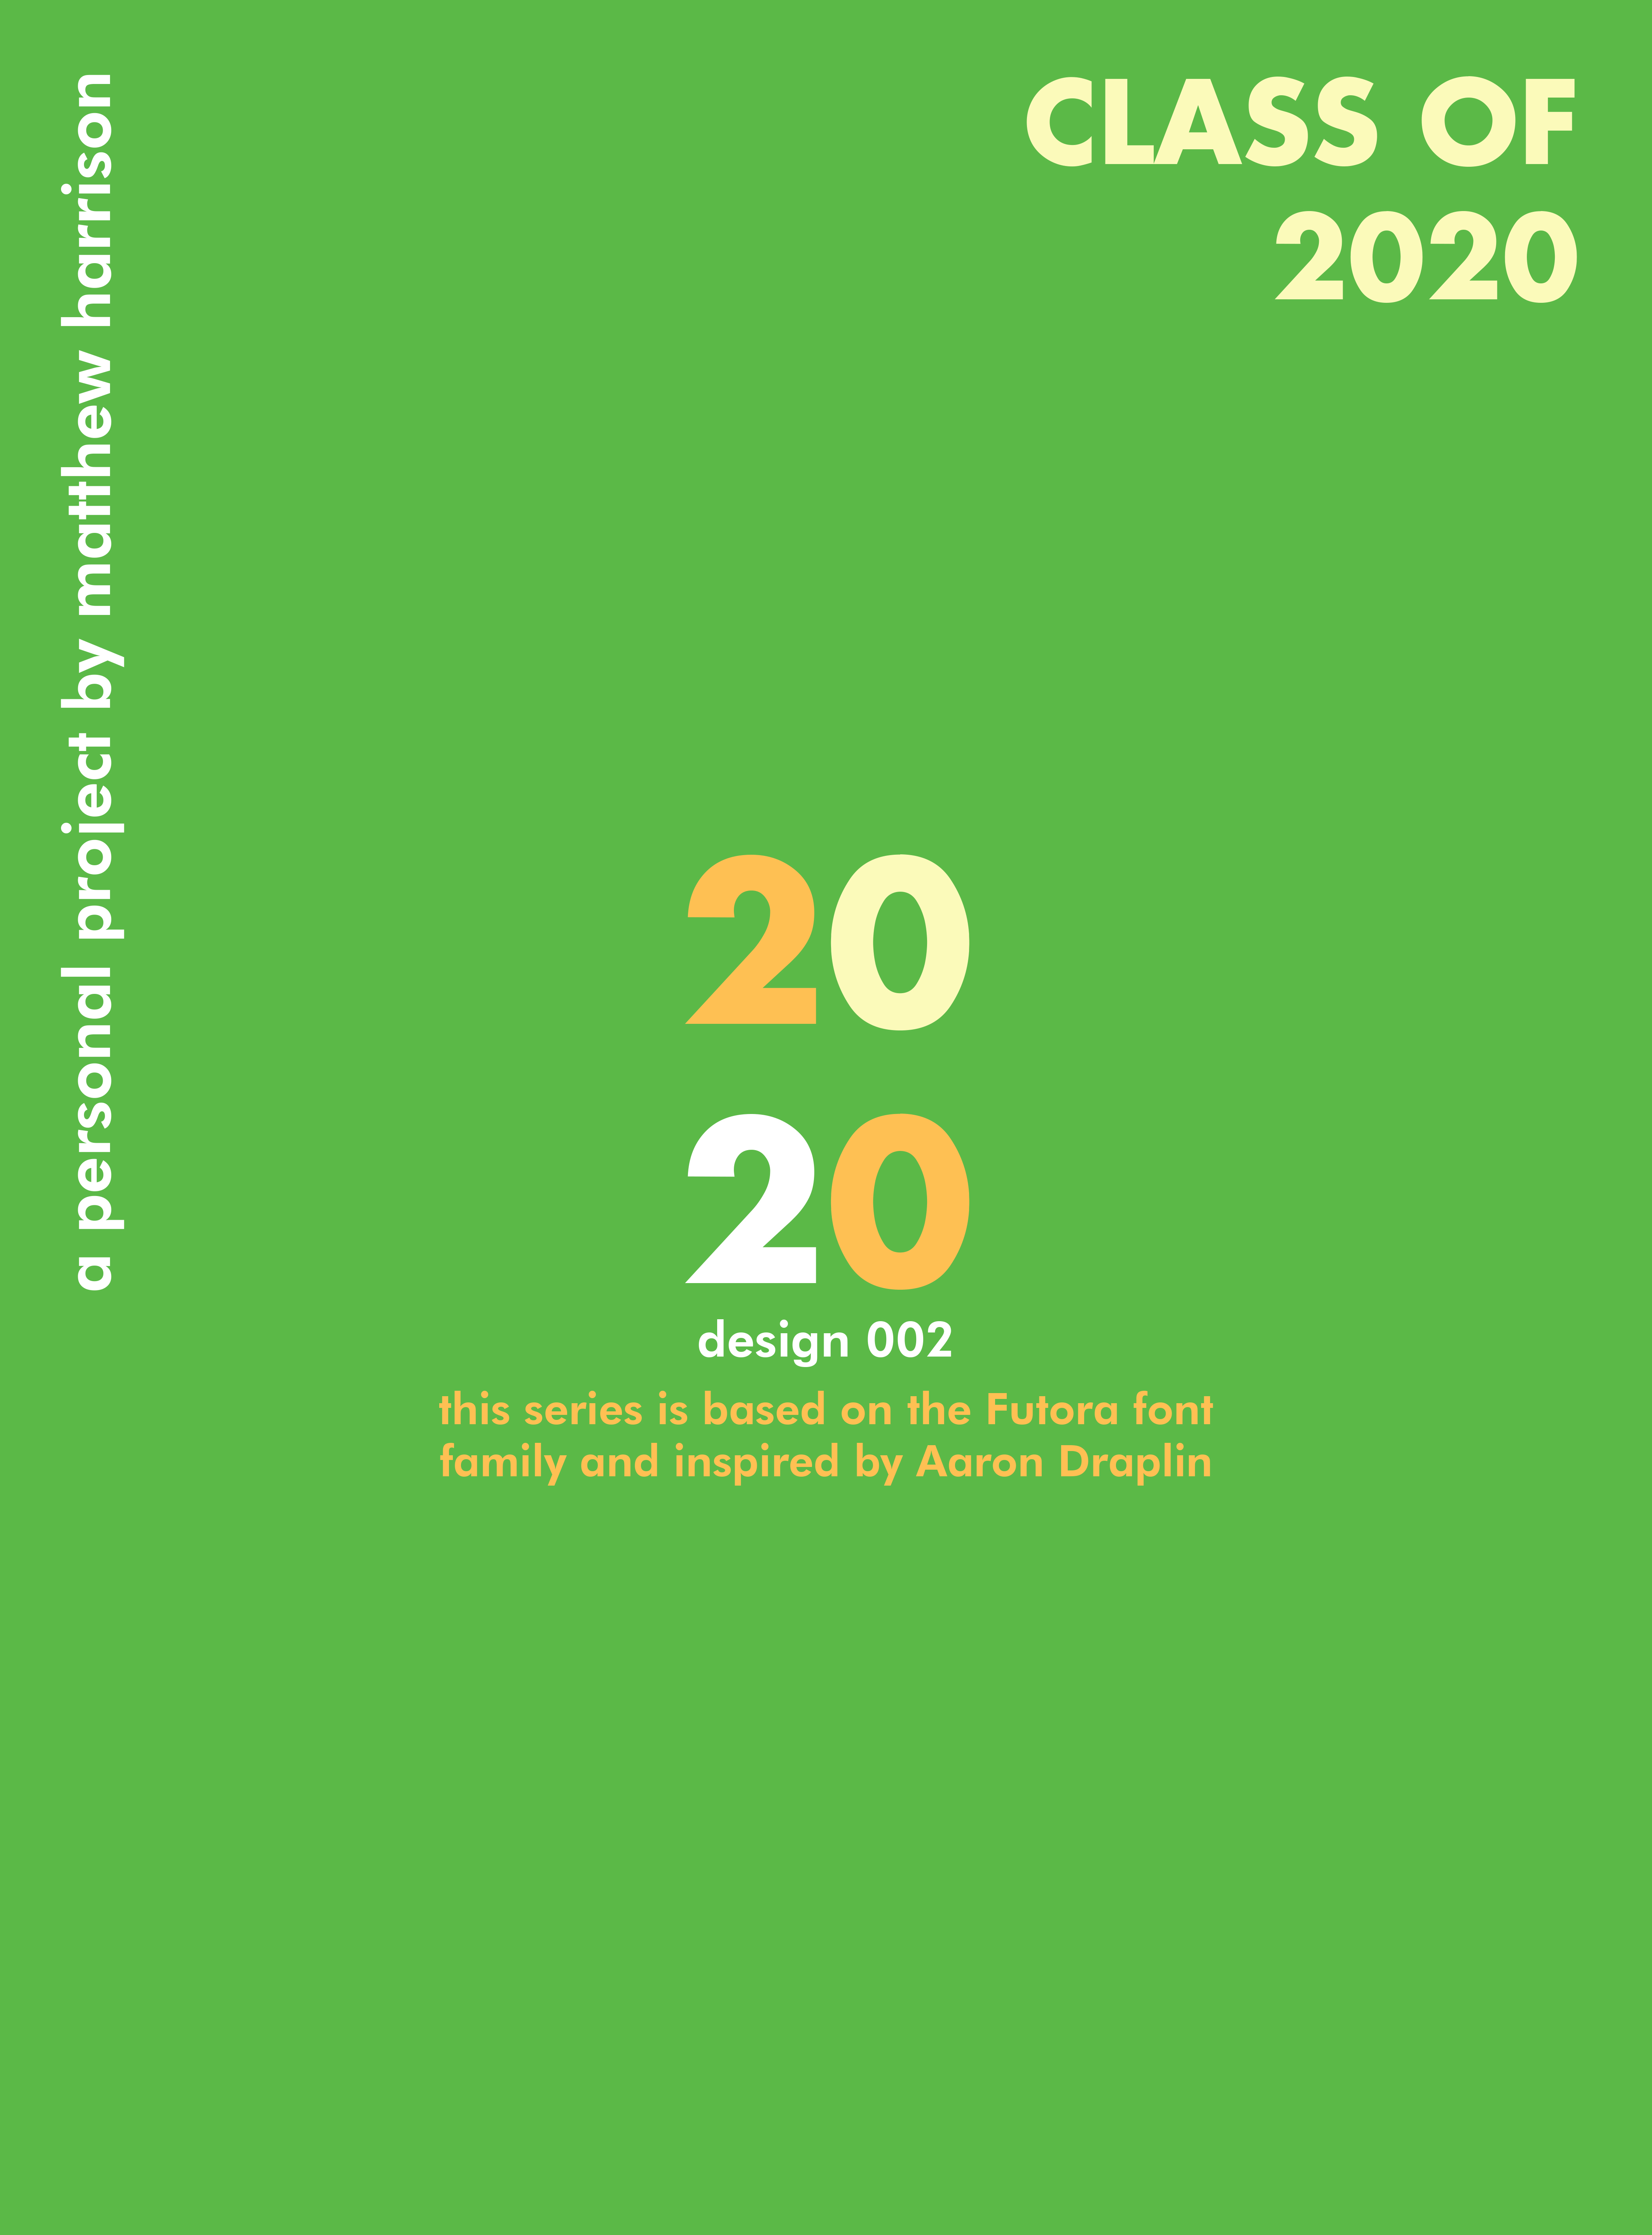 a personal project by matthew harrison
CLASS OF
2020
20
20
design 002
this series is based on the Futora font
family and inspired by Aaron Draplin